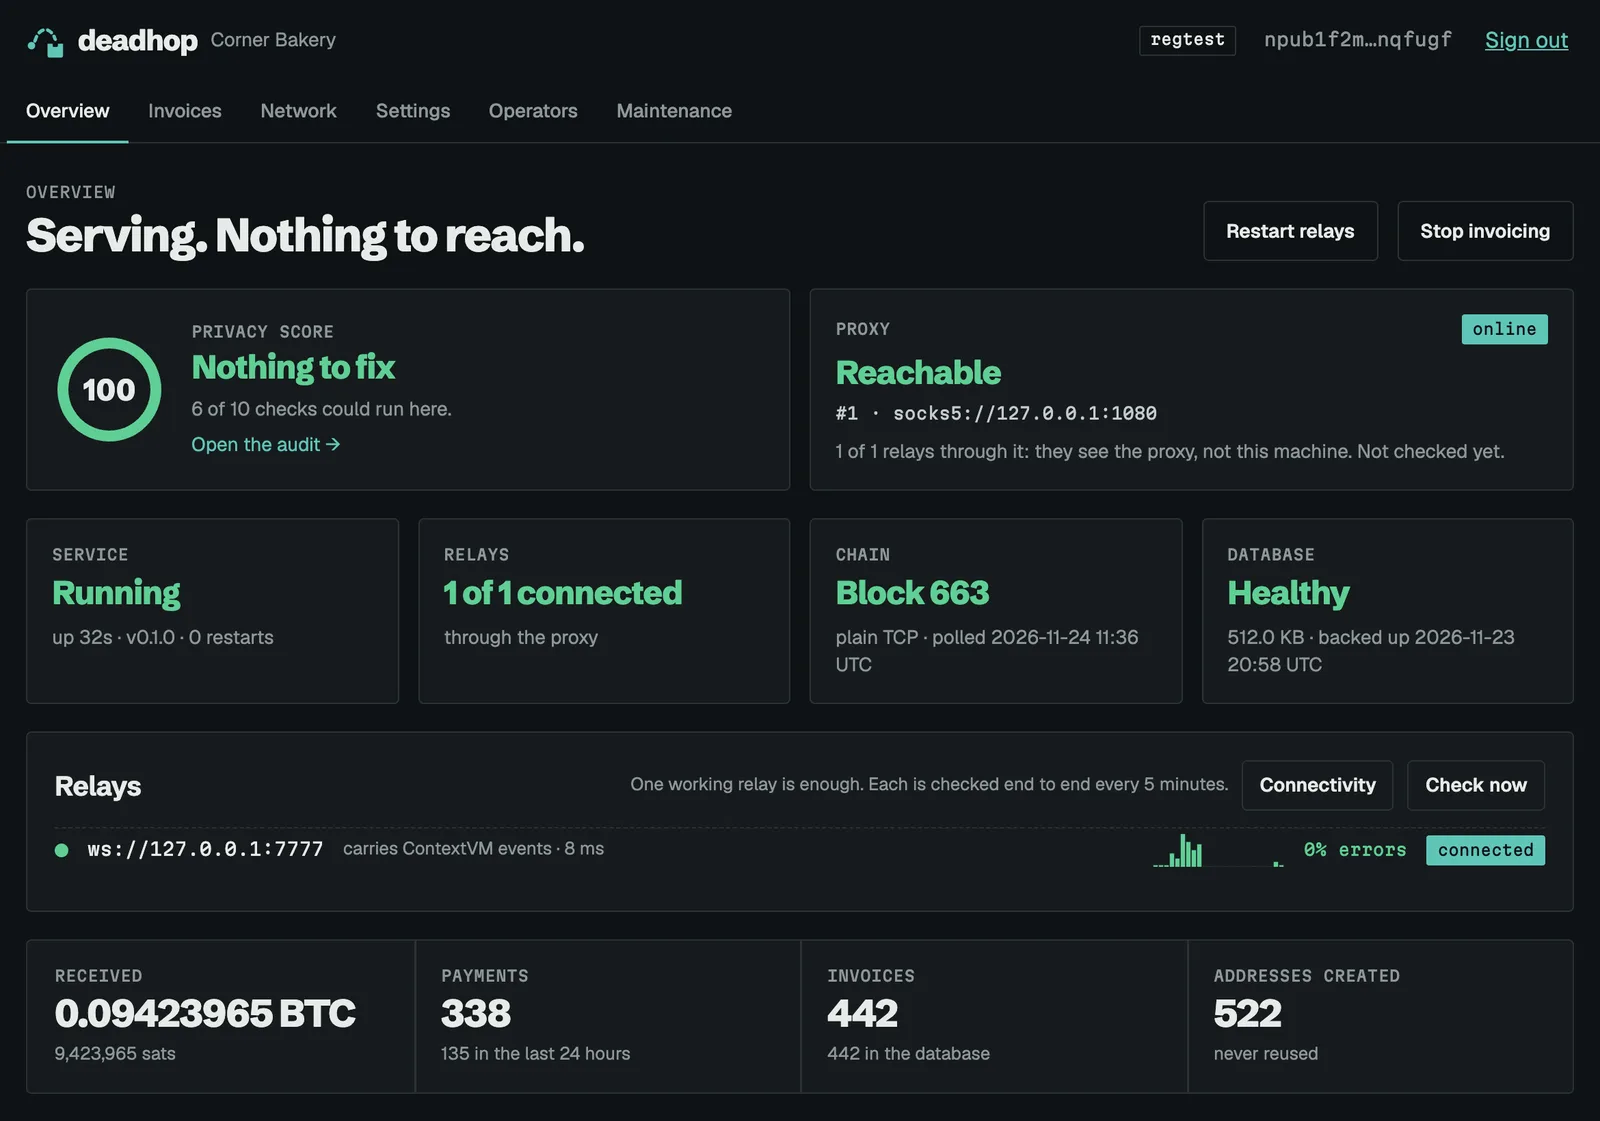 deadhop Corner Bakery
regtest npub1f2m…nqfugf Sign out
Overview Invoices Network Settings Operators Maintenance
OVERVIEW
Serving. Nothing to reach.
Restart relays Stop invoicing
100
PRIVACY SCORE
Nothing to fix
6 of 10 checks could run here.
Open the audit →
PROXY
online
Reachable
#1 · socks5://127.0.0.1:1080
1 of 1 relays through it: they see the proxy, not this machine. Not checked yet.
SERVICE
Running
up 32s · v0.1.0 · 0 restarts
RELAYS
1 of 1 connected
through the proxy
CHAIN
Block 663
plain TCP · polled 2026-11-24 11:36
UTC
DATABASE
Healthy
512.0 KB · backed up 2026-11-23
20:58 UTC
Relays
One working relay is enough. Each is checked end to end every 5 minutes.
Connectivity Check now
ws://127.0.0.1:7777 carries ContextVM events · 8 ms
0% errors connected
RECEIVED
0.09423965 BTC
9,423,965 sats
PAYMENTS
338
135 in the last 24 hours
INVOICES
442
442 in the database
ADDRESSES CREATED
522
never reused